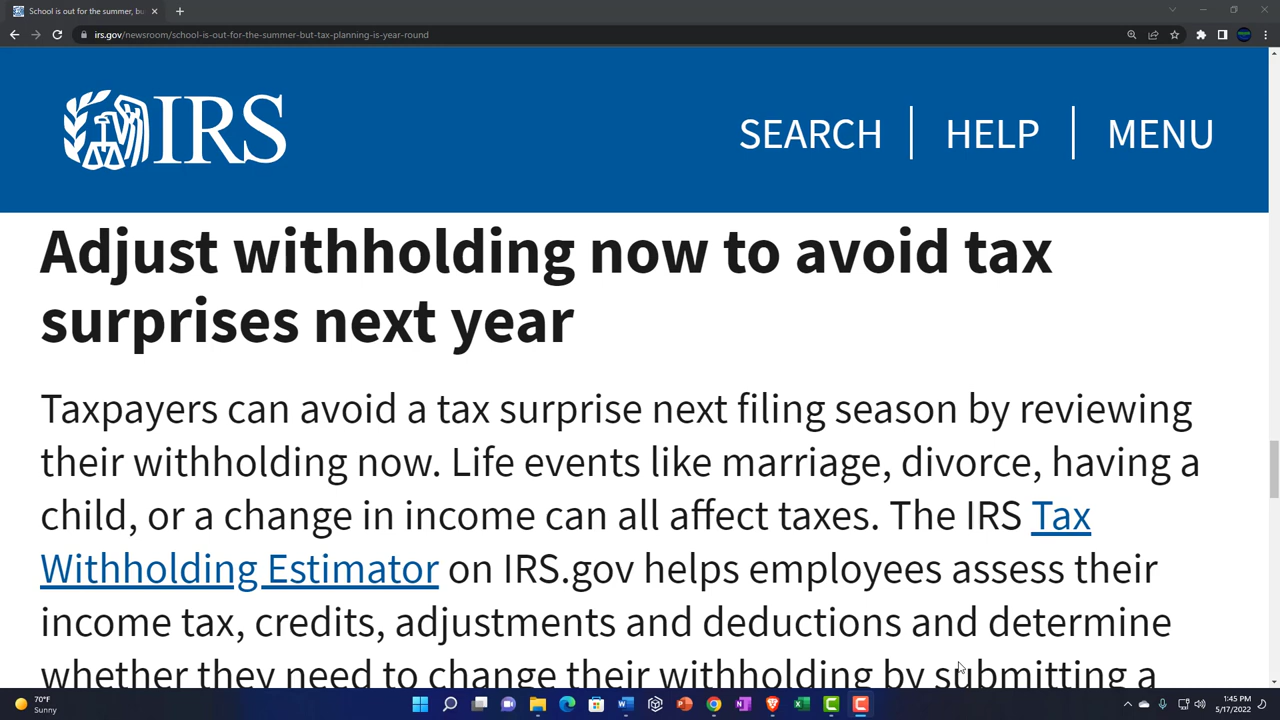 School is out for the summer, bu
irs.gov/newsroom/school-is-out-for-the-summer-but-tax-planning-is-year-round
IRS
SEARCH
HELP
MENU
Adjust withholding now to avoid tax
surprises next year
Taxpayers can avoid a tax surprise next filing season by reviewing
their withholding now. Life events like marriage, divorce, having a
child, or a change in income can all affect taxes. The IRS Tax
Withholding Estimator on IRS.gov helps employees assess their
income tax, credits, adjustments and deductions and determine
whether they need to change their withholding by submitting a
70°F
Sunny
1:45 PM
5/17/2022